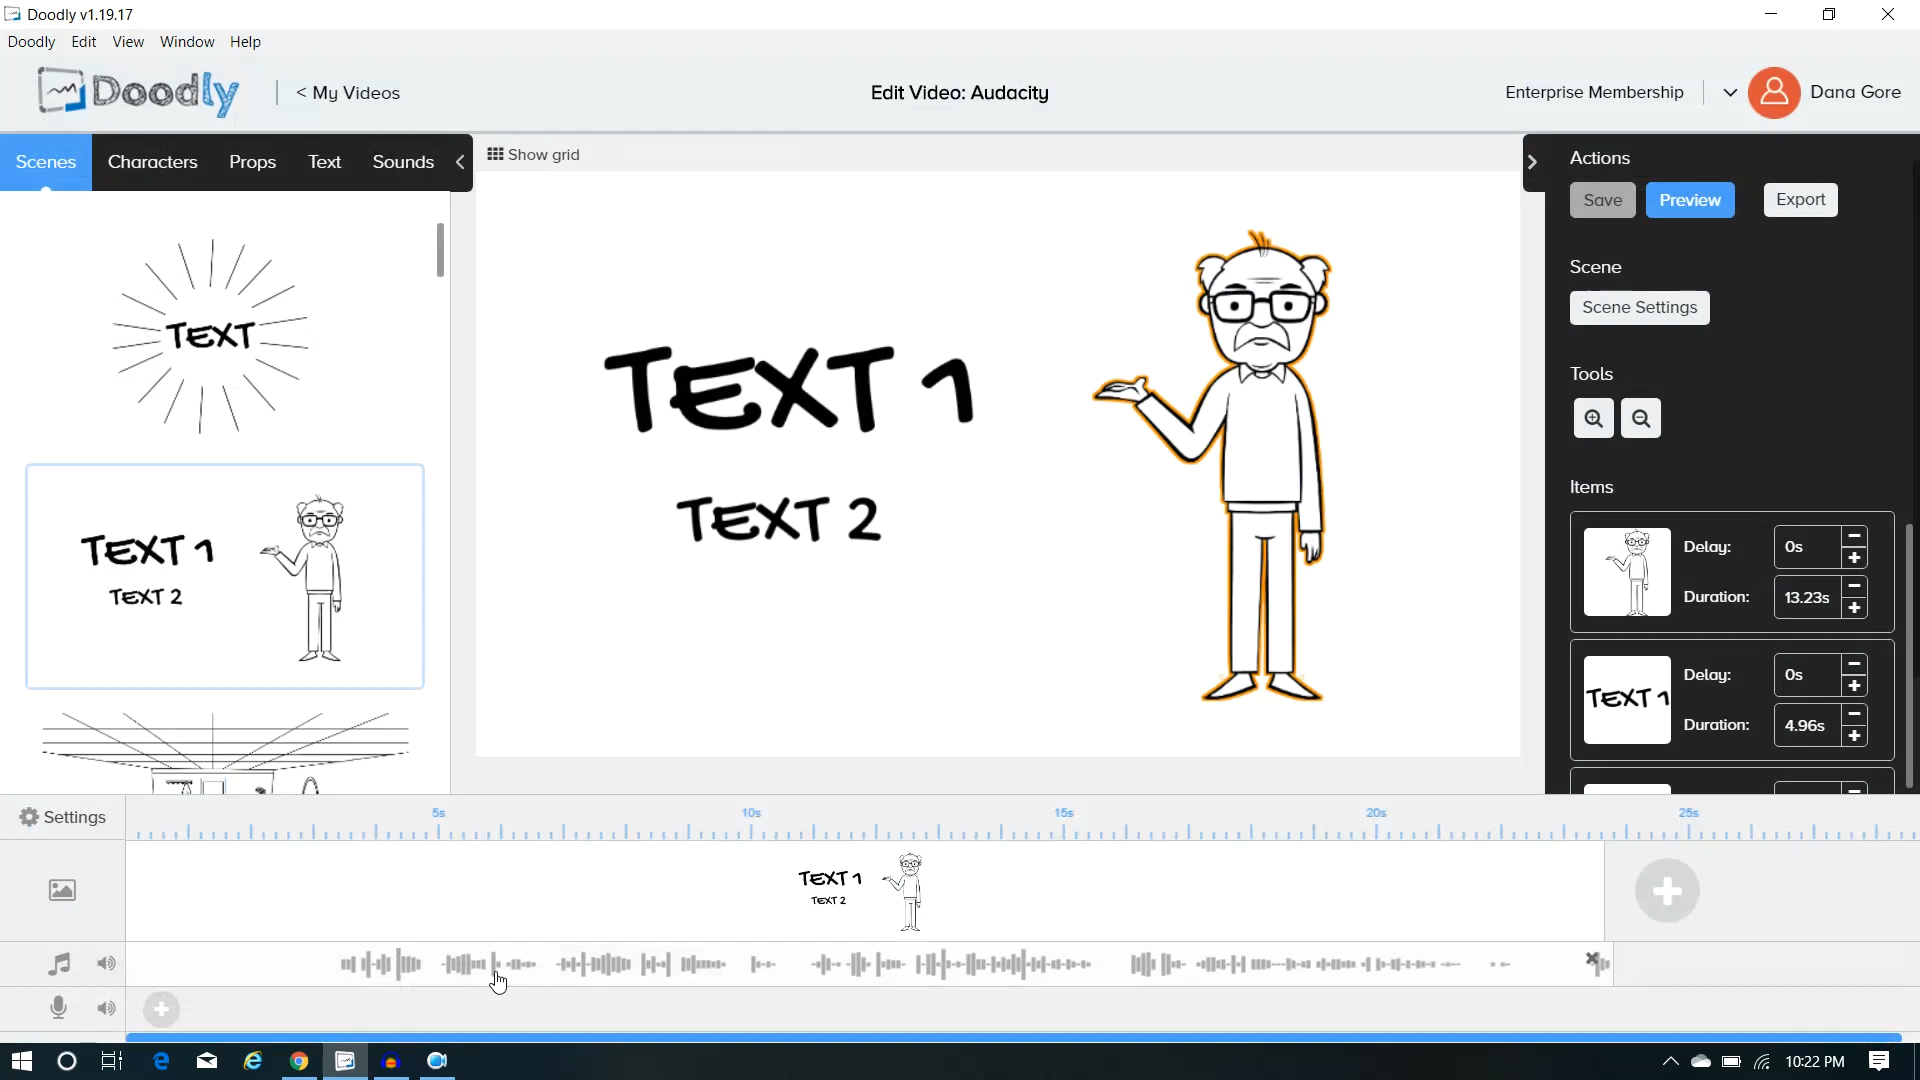 Doodly v1.19.17
Doodly Edit View Window Help
Doodly
< My Videos
Edit Video: Audacity
Enterprise Membership
Dana Gore
Scenes
Characters
Props
Text
Sounds
Show grid
Actions
Save
Preview
Export
TEXT
Scene
Scene Settings
TEXT 1
TEXT 2
Tools
Items
TEXT 1
TEXT 2
Delay:
0s
Duration:
13.23s
TEXT 1
Delay:
0s
Duration:
4.96s
Settings
5s
10s
15s
20s
25s
TEXT 1
TEXT 2
10:22 PM